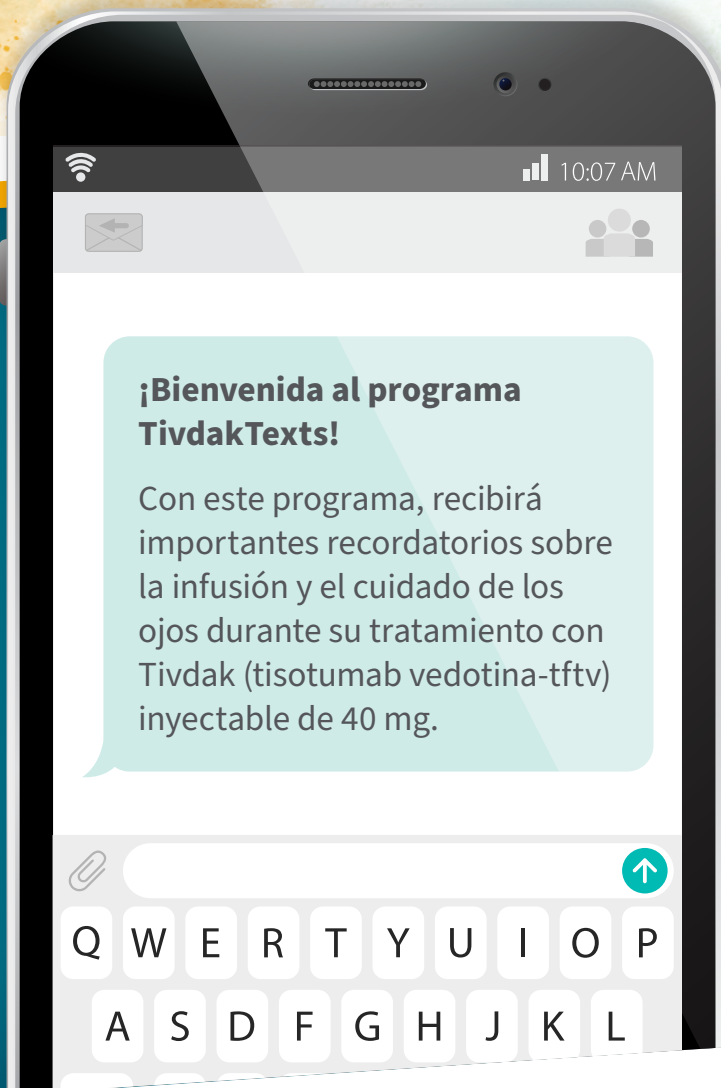 10:07 AM
¡Bienvenida al programa
TivdakTexts!
Con este programa, recibirá
importantes recordatorios sobre
la infusión y el cuidado de los
ojos durante su tratamiento con
Tivdak (tisotumab vedotina-tftv)
inyectable de 40 mg.
Q W E R T Y U I O P
A S D F G H J K L